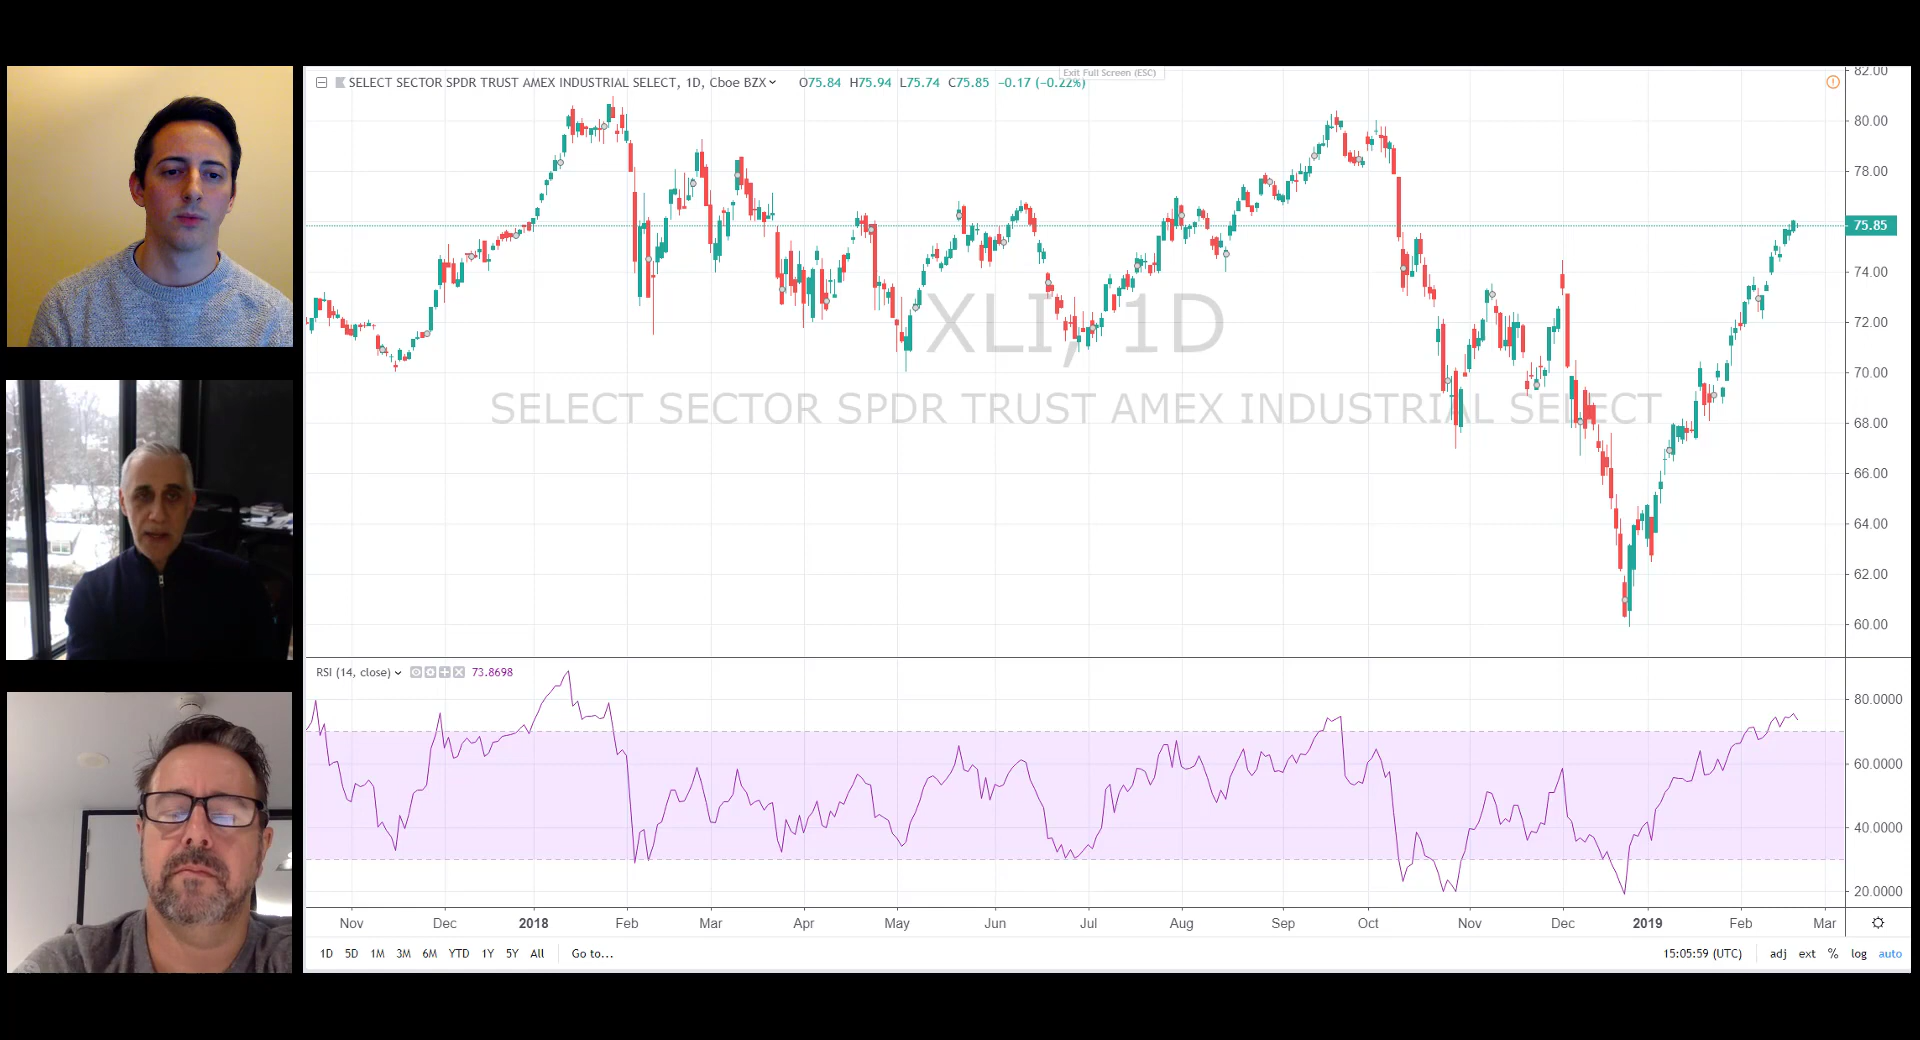 Exit Full Screen (ESC)
SELECT SECTOR SPDR TRUST AMEX INDUSTRIAL SELECT, 1D, Cboe BZX O75.84 H75.94 L75.74 C75.85 −0.17 (−0.22%)
82.00
80.00
78.00
75.85
74.00
72.00
70.00
68.00
66.00
64.00
62.00
60.00
XLI, 1D
SELECT SECTOR SPDR TRUST AMEX INDUSTRIAL SELECT
RSI (14, close) 73.8698
80.0000
60.0000
40.0000
20.0000
Nov Dec 2018 Feb Mar Apr May Jun Jul Aug Sep Oct Nov Dec 2019 Feb Mar
1D 5D 1M 3M 6M YTD 1Y 5Y All Go to... 15:05:59 (UTC) adj ext % log auto